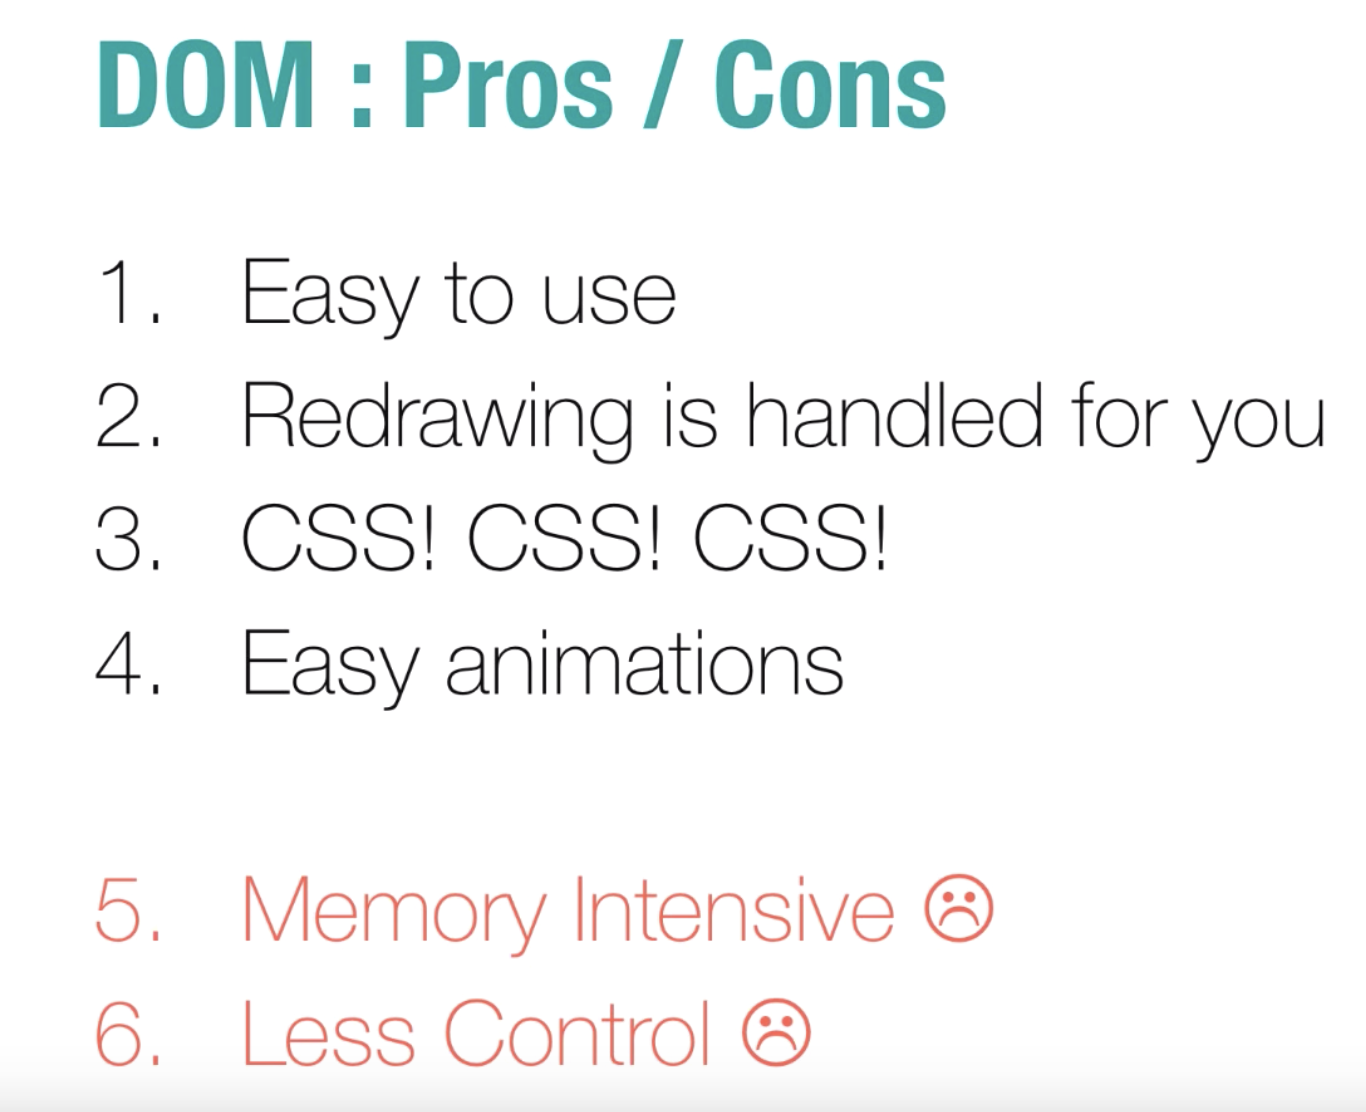 DOM : Pros / Cons
1. Easy to use
2. Redrawing is handled for you
3. CSS! CSS! CSS!
4. Easy animations
5. Memory Intensive ☹
6. Less Control ☹